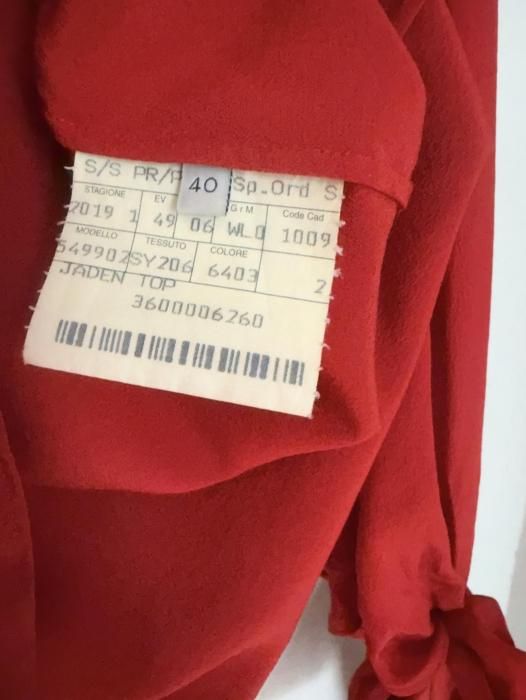 S/S PR/P 40 Sp.Ord S
STAGIONE EV GrM Code Cad
2019 1 49 06 WL0 1009
MODELLO TESSUTO COLORE
549902 SY206 6403 2
JADEN TOP
3600006260